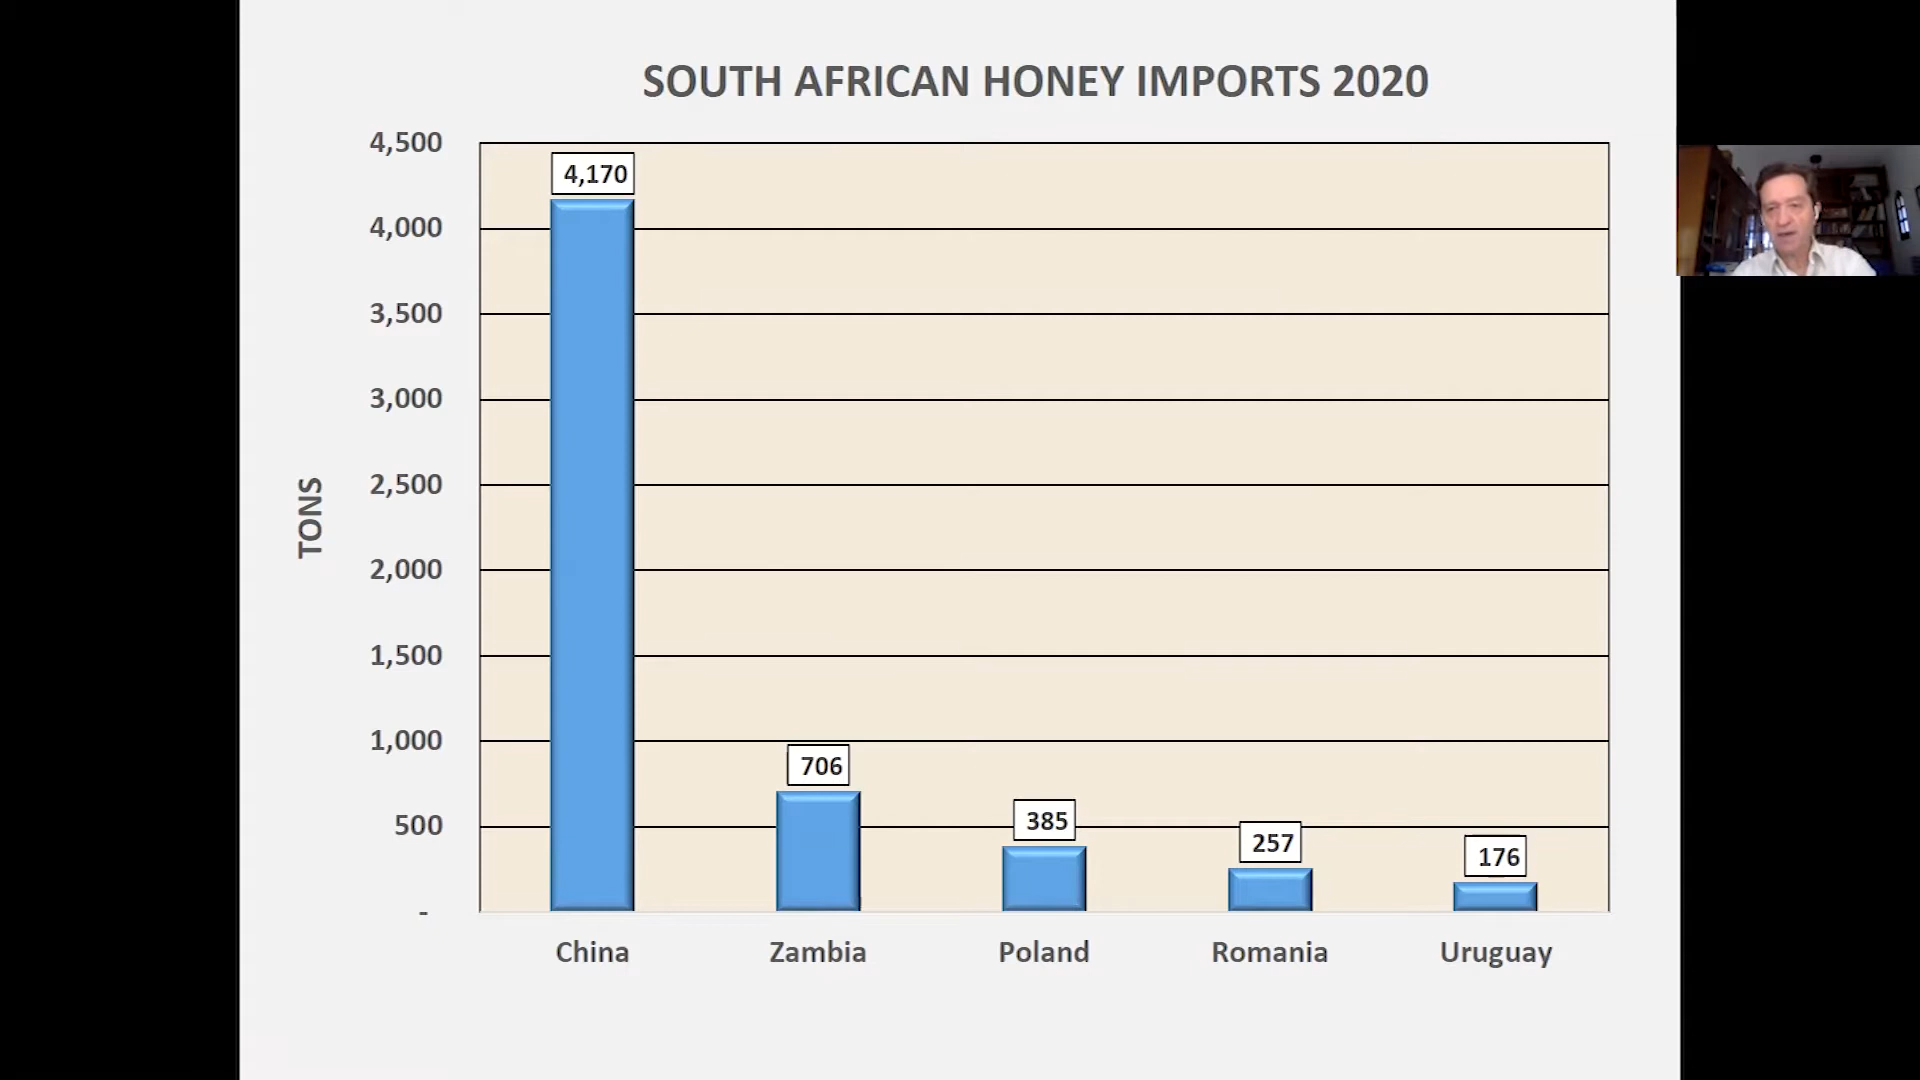 SOUTH AFRICAN HONEY IMPORTS 2020
TONS
4,500
4,000
3,500
3,000
2,500
2,000
1,500
1,000
500
-
4,170
706
385
257
176
China
Zambia
Poland
Romania
Uruguay